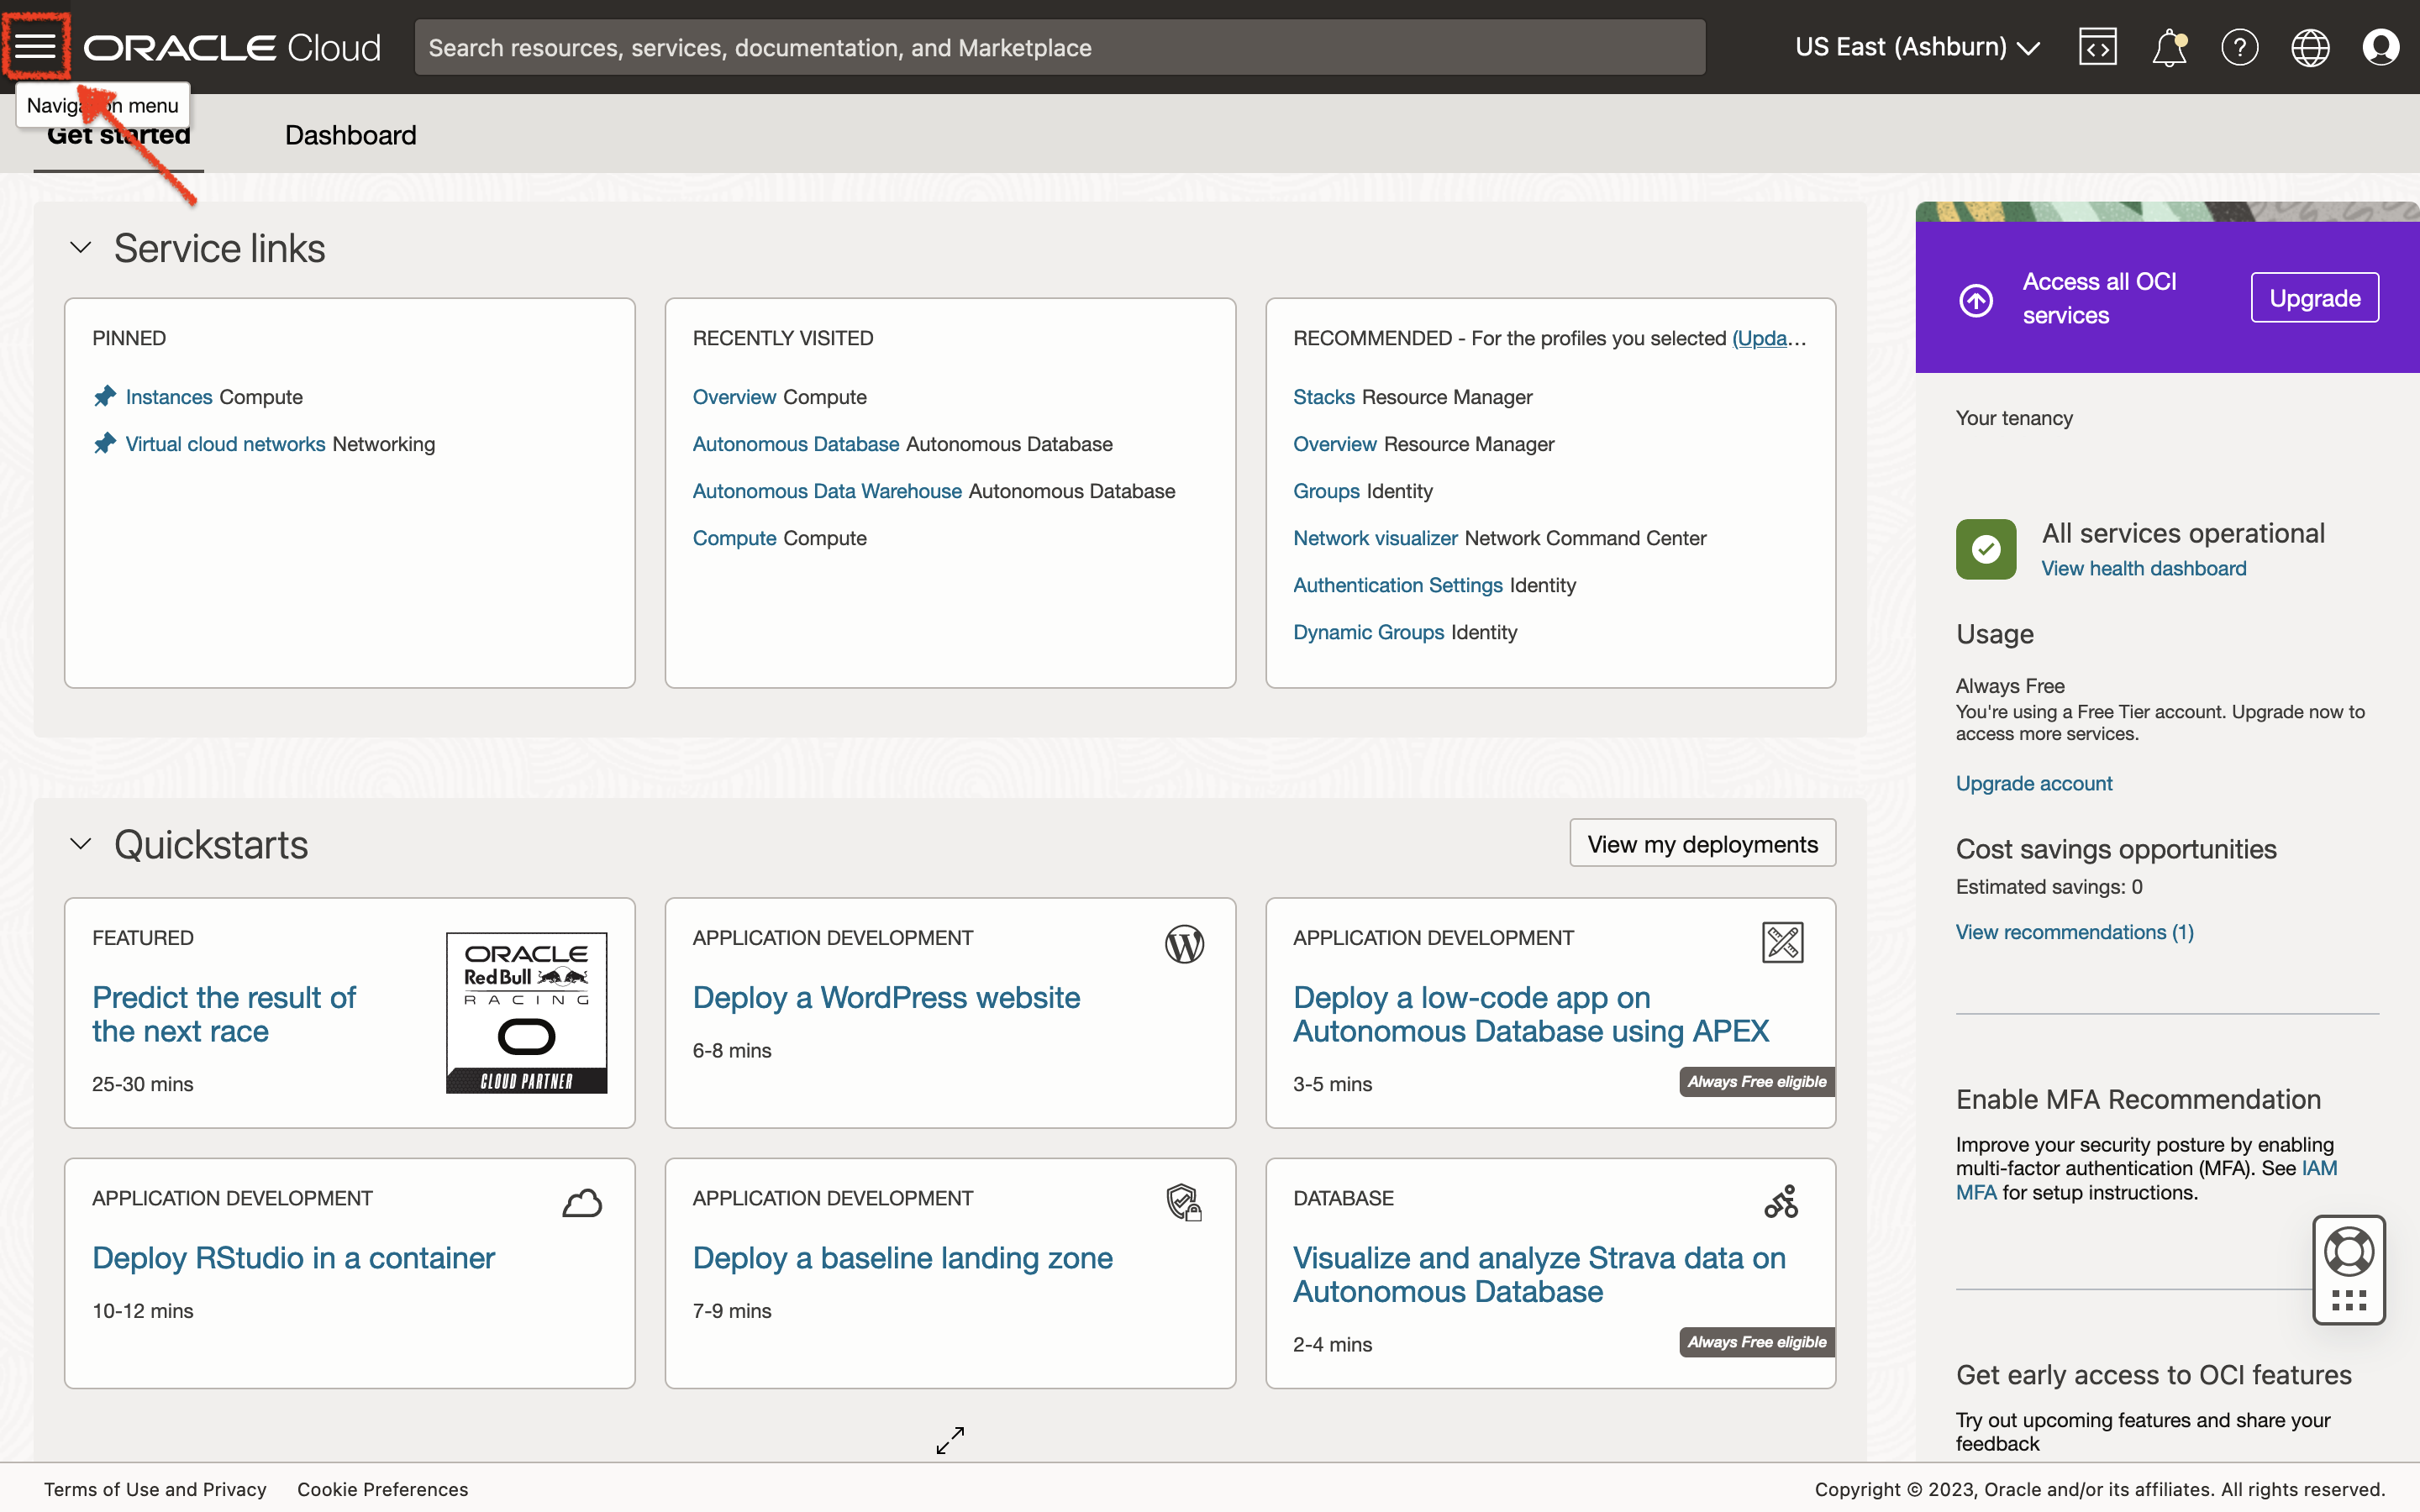 ORACLE Cloud
Search resources, services, documentation, and Marketplace
US East (Ashburn)
Navigation menu
Get started
Dashboard
Service links
PINNED
Instances Compute
Virtual cloud networks Networking
RECENTLY VISITED
Overview Compute
Autonomous Database Autonomous Database
Autonomous Data Warehouse Autonomous Database
Compute Compute
RECOMMENDED - For the profiles you selected (Upda...
Stacks Resource Manager
Overview Resource Manager
Groups Identity
Network visualizer Network Command Center
Authentication Settings Identity
Dynamic Groups Identity
Quickstarts
View my deployments
FEATURED
Predict the result of
the next race
25-30 mins
ORACLE
Red Bull
RACING
CLOUD PARTNER
APPLICATION DEVELOPMENT
Deploy a WordPress website
6-8 mins
APPLICATION DEVELOPMENT
Deploy a low-code app on
Autonomous Database using APEX
3-5 mins
Always Free eligible
APPLICATION DEVELOPMENT
Deploy RStudio in a container
10-12 mins
APPLICATION DEVELOPMENT
Deploy a baseline landing zone
7-9 mins
DATABASE
Visualize and analyze Strava data on
Autonomous Database
2-4 mins
Always Free eligible
Access all OCI
services
Upgrade
Your tenancy
All services operational
View health dashboard
Usage
Always Free
You're using a Free Tier account. Upgrade now to
access more services.
Upgrade account
Cost savings opportunities
Estimated savings: 0
View recommendations (1)
Enable MFA Recommendation
Improve your security posture by enabling
multi-factor authentication (MFA). See IAM
MFA for setup instructions.
Get early access to OCI features
Try out upcoming features and share your
feedback
Terms of Use and Privacy
Cookie Preferences
Copyright © 2023, Oracle and/or its affiliates. All rights reserved.